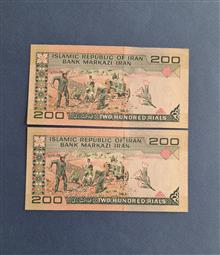 ISLAMIC REPUBLIC OF IRAN
BANK MARKAZI IRAN
200
200
TWO HUNDRED RIALS
ISLAMIC REPUBLIC OF IRAN
BANK MARKAZI IRAN
200
200
TWO HUNDRED RIALS